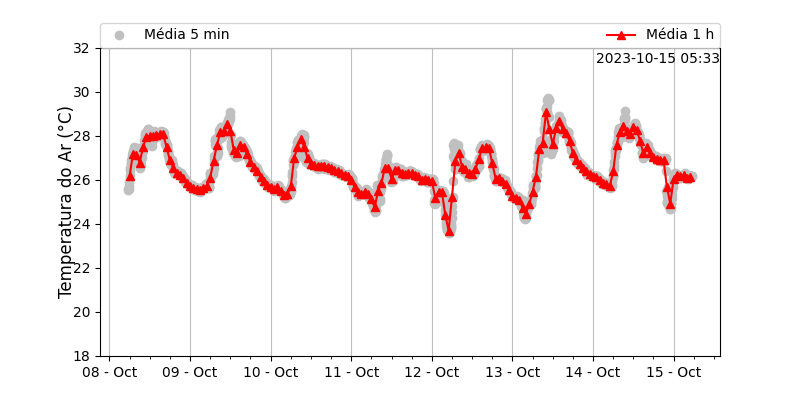 Média 5 min
Média 1 h
2023-10-15 05:33
Temperatura do Ar (°C)
32
30
28
26
24
22
20
18
08 - Oct
09 - Oct
10 - Oct
11 - Oct
12 - Oct
13 - Oct
14 - Oct
15 - Oct